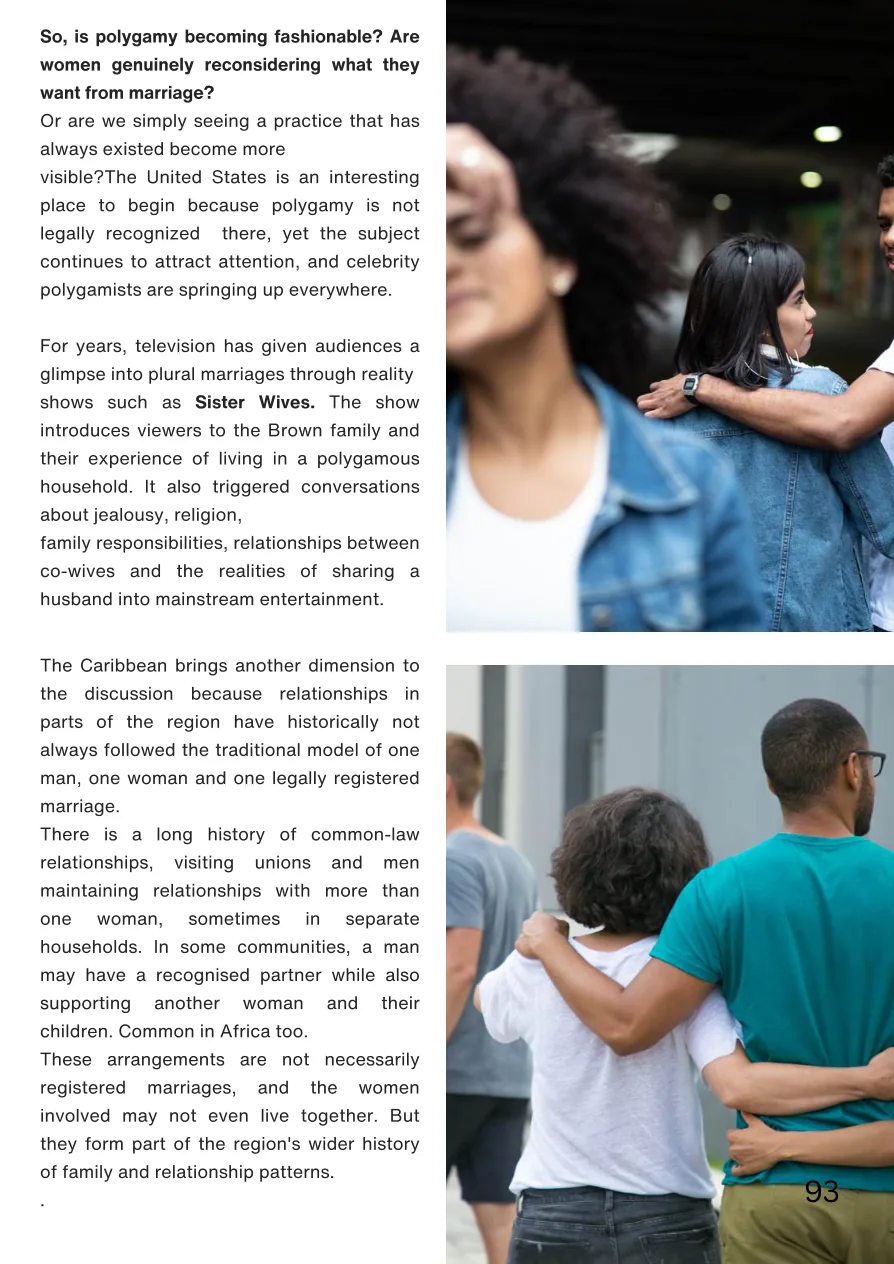 So, is polygamy becoming fashionable? Are
women genuinely reconsidering what they
want from marriage?
Or are we simply seeing a practice that has
always existed become more
visible?The United States is an interesting
place to begin because polygamy is not
legally recognized there, yet the subject
continues to attract attention, and celebrity
polygamists are springing up everywhere.
For years, television has given audiences a
glimpse into plural marriages through reality
shows such as Sister Wives. The show
introduces viewers to the Brown family and
their experience of living in a polygamous
household. It also triggered conversations
about jealousy, religion,
family responsibilities, relationships between
co-wives and the realities of sharing a
husband into mainstream entertainment.
The Caribbean brings another dimension to
the discussion because relationships in
parts of the region have historically not
always followed the traditional model of one
man, one woman and one legally registered
marriage.
There is a long history of common-law
relationships, visiting unions and men
maintaining relationships with more than
one woman, sometimes in separate
households. In some communities, a man
may have a recognised partner while also
supporting another woman and their
children. Common in Africa too.
These arrangements are not necessarily
registered marriages, and the women
involved may not even live together. But
they form part of the region's wider history
of family and relationship patterns.
.
93